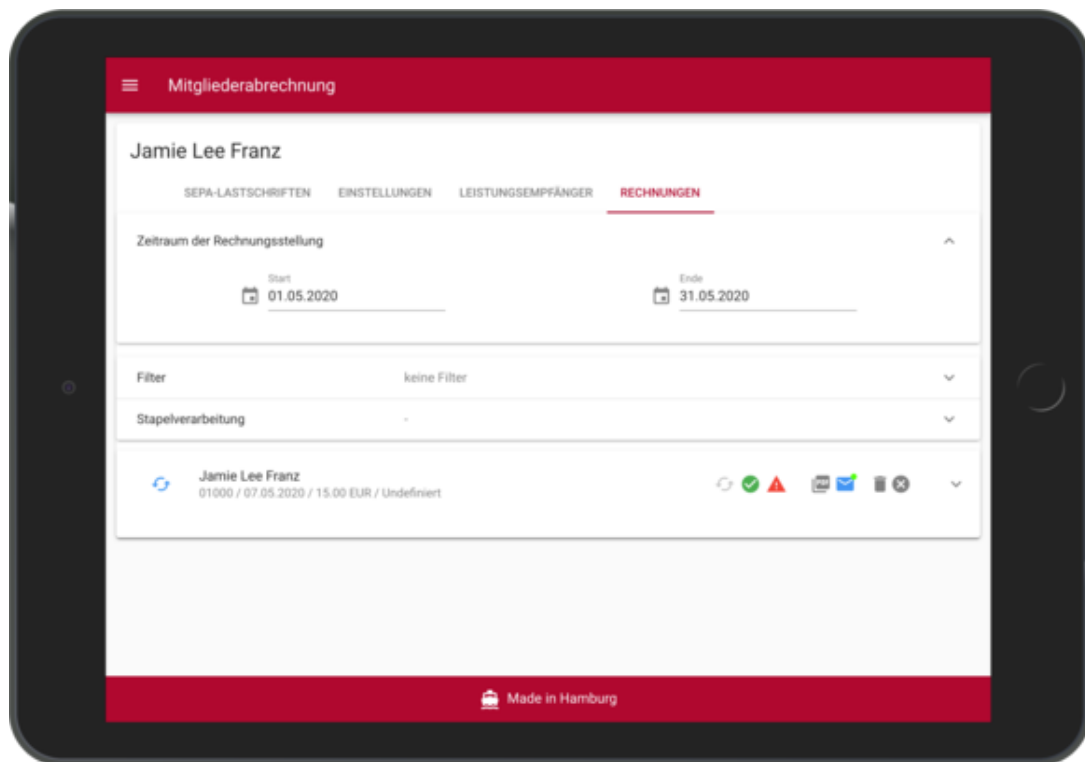 Mitgliederabrechnung
Jamie Lee Franz
SEPA-LASTSCHRIFTEN EINSTELLUNGEN LEISTUNGSEMPFÄNGER RECHNUNGEN
Zeitraum der Rechnungsstellung
Start Ende
01.05.2020 31.05.2020
Filter keine Filter
Stapelverarbeitung -
Jamie Lee Franz
01000 / 07.05.2020 / 15.00 EUR / Undefiniert
PDF
Made in Hamburg